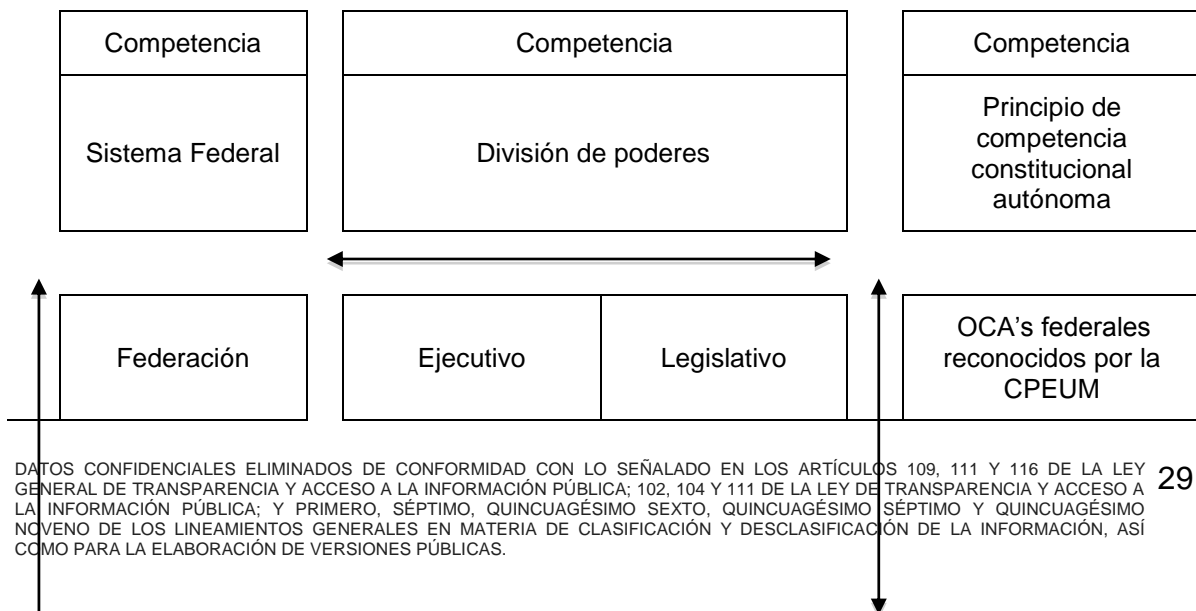 Competencia
Sistema Federal
Competencia
División de poderes
Competencia
Principio de
competencia
constitucional
autónoma
Federación
Ejecutivo
Legislativo
OCA's federales
reconocidos por la
CPEUM
DATOS CONFIDENCIALES ELIMINADOS DE CONFORMIDAD CON LO SEÑALADO EN LOS ARTÍCULOS 109, 111 Y 116 DE LA LEY
GENERAL DE TRANSPARENCIA Y ACCESO A LA INFORMACIÓN PÚBLICA; 102, 104 Y 111 DE LA LEY DE TRANSPARENCIA Y ACCESO A
LA INFORMACIÓN PÚBLICA; Y PRIMERO, SÉPTIMO, QUINCUAGÉSIMO SEXTO, QUINCUAGÉSIMO SÉPTIMO Y QUINCUAGÉSIMO
NOVENO DE LOS LINEAMIENTOS GENERALES EN MATERIA DE CLASIFICACIÓN Y DESCLASIFICACIÓN DE LA INFORMACIÓN, ASÍ
COMO PARA LA ELABORACIÓN DE VERSIONES PÚBLICAS.
29